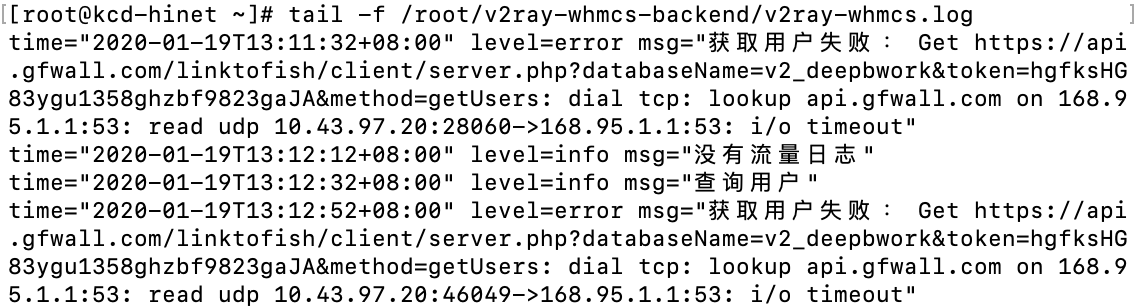 [[root@kcd-hinet ~]# tail -f /root/v2ray-whmcs-backend/v2ray-whmcs.log ]
time="2020-01-19T13:11:32+08:00" level=error msg="获取用户失败： Get https://api
.gfwall.com/linktofish/client/server.php?databaseName=v2_deepbwork&token=hgfksHG
83ygu1358ghzbf9823gaJA&method=getUsers: dial tcp: lookup api.gfwall.com on 168.9
5.1.1:53: read udp 10.43.97.20:28060->168.95.1.1:53: i/o timeout"
time="2020-01-19T13:12:12+08:00" level=info msg="没有流量日志"
time="2020-01-19T13:12:32+08:00" level=info msg="查询用户"
time="2020-01-19T13:12:52+08:00" level=error msg="获取用户失败： Get https://api
.gfwall.com/linktofish/client/server.php?databaseName=v2_deepbwork&token=hgfksHG
83ygu1358ghzbf9823gaJA&method=getUsers: dial tcp: lookup api.gfwall.com on 168.9
5.1.1:53: read udp 10.43.97.20:46049->168.95.1.1:53: i/o timeout"